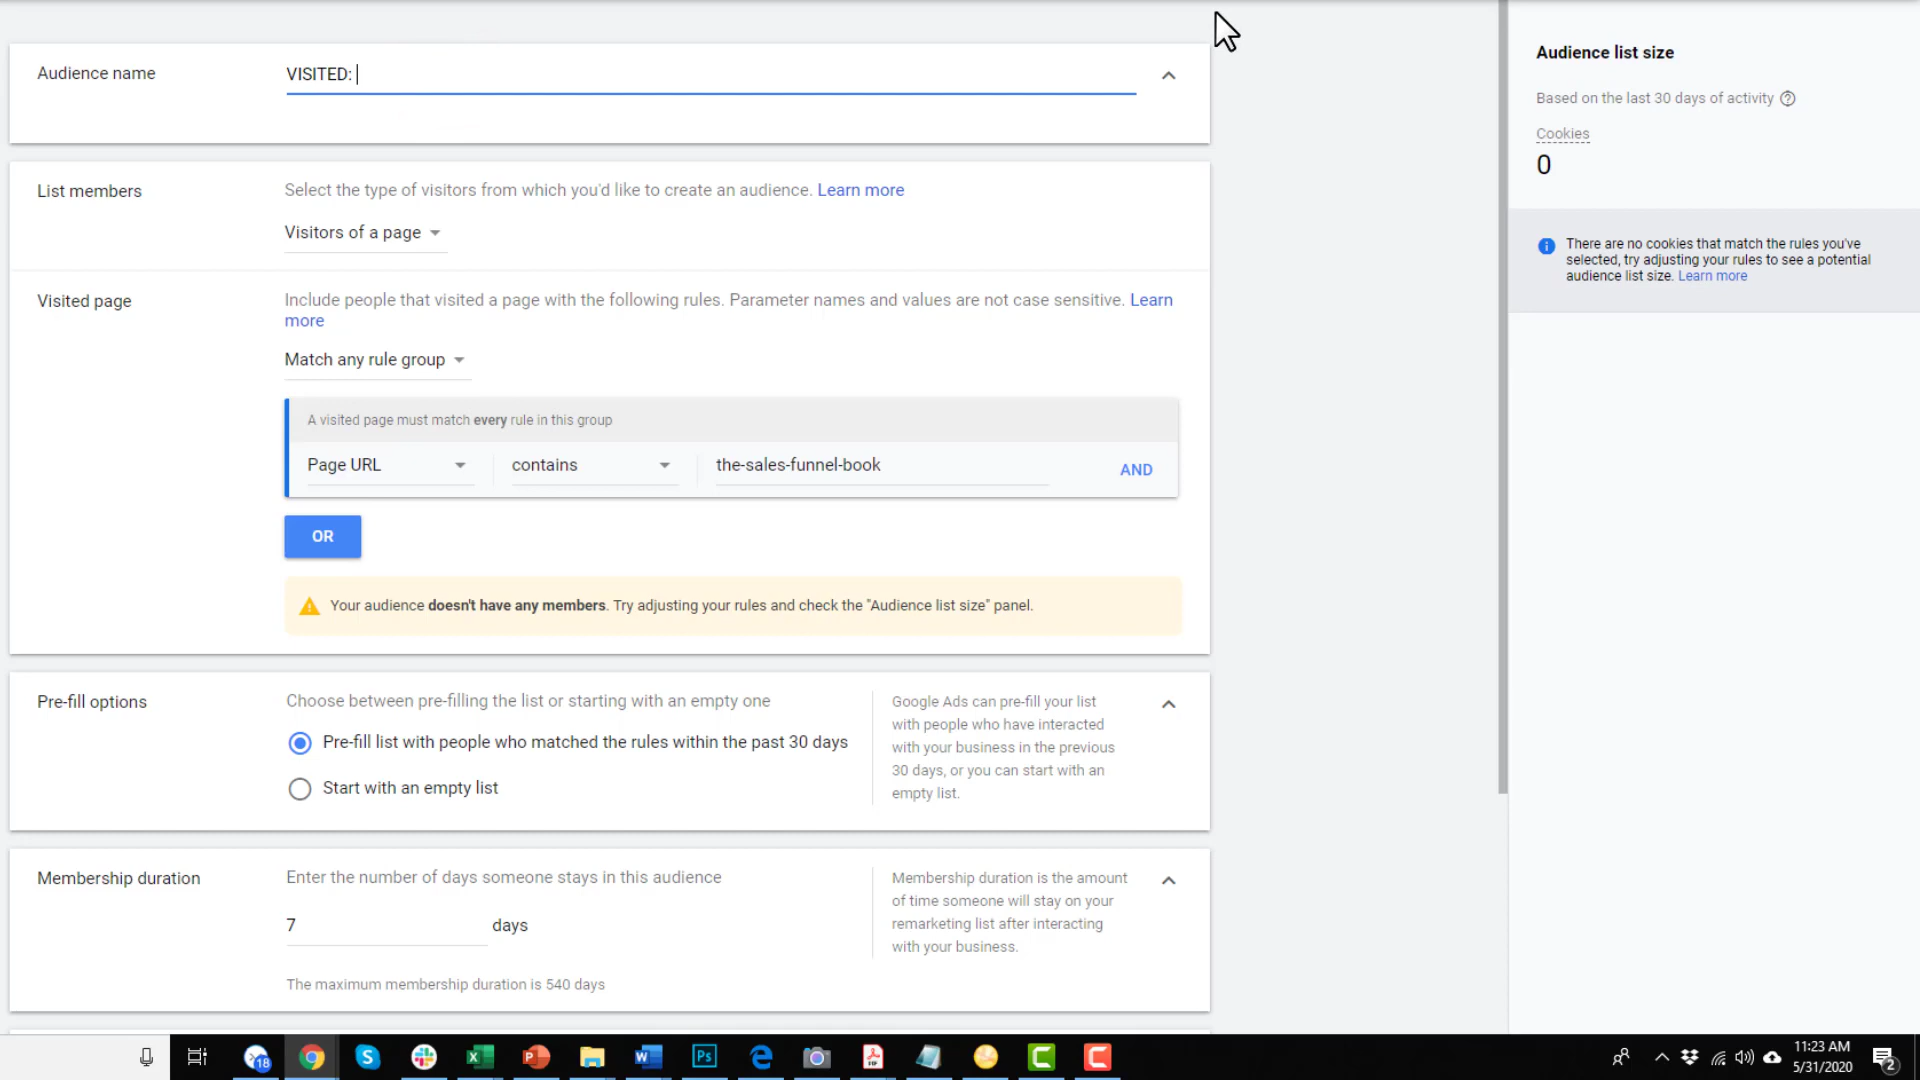 Audience name
VISITED:
List members
Select the type of visitors from which you'd like to create an audience. Learn more
Visitors of a page
Visited page
Include people that visited a page with the following rules. Parameter names and values are not case sensitive. Learn
more
Match any rule group
A visited page must match every rule in this group
Page URL
contains
the-sales-funnel-book
AND
OR
Your audience doesn't have any members. Try adjusting your rules and check the "Audience list size" panel.
Pre-fill options
Choose between pre-filling the list or starting with an empty one
Pre-fill list with people who matched the rules within the past 30 days
Start with an empty list
Google Ads can pre-fill your list
with people who have interacted
with your business in the previous
30 days, or you can start with an
empty list.
Membership duration
Enter the number of days someone stays in this audience
7 days
The maximum membership duration is 540 days
Membership duration is the amount
of time someone will stay on your
remarketing list after interacting
with your business.
Audience list size
Based on the last 30 days of activity
Cookies
0
There are no cookies that match the rules you've
selected, try adjusting your rules to see a potential
audience list size. Learn more
18
Ps
11:23 AM
5/31/2020
2